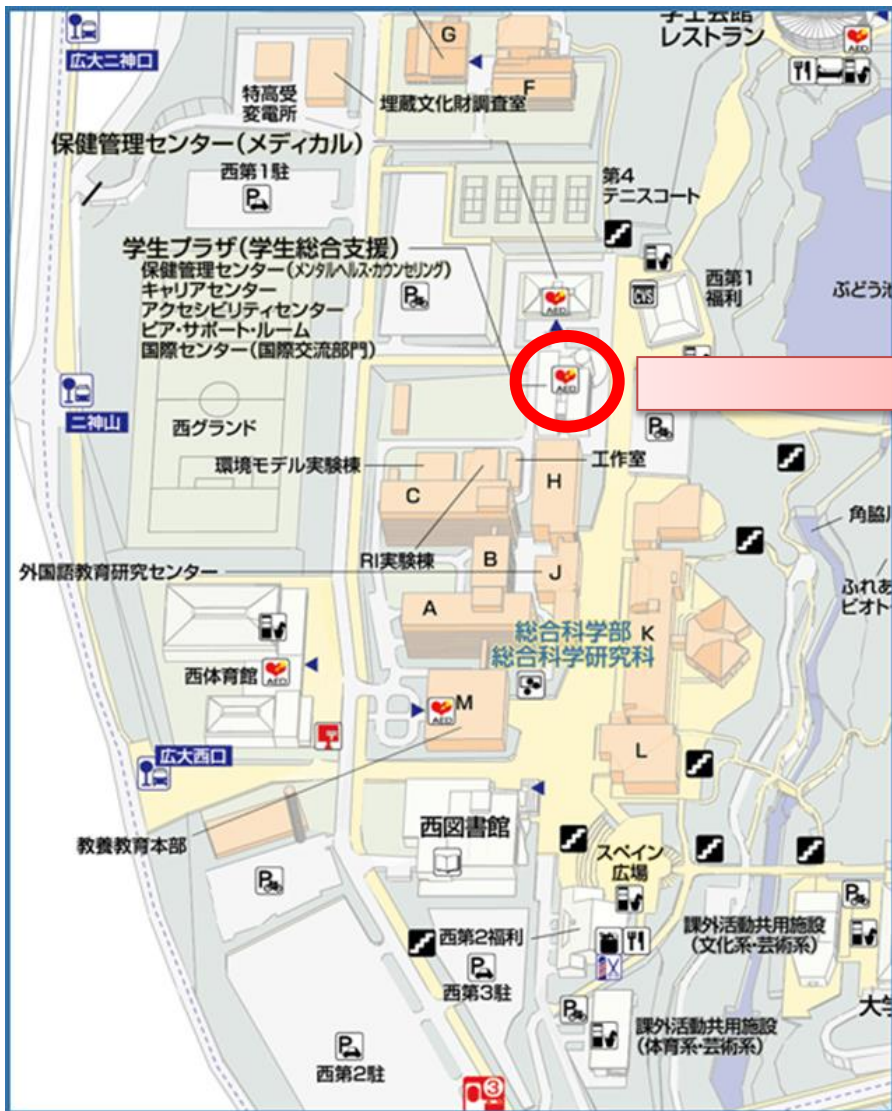 学士会館
レストラン
AED
広大二神口
G
F
特高受
変電所
埋蔵文化財調査室
保健管理センター(メディカル)
西第1駐
P
第4
テニスコート
学生プラザ(学生総合支援)
保健管理センター(メンタルヘルス・カウンセリング)
キャリアセンター
アクセシビリティセンター
ピア・サポート・ルーム
国際センター(国際交流部門)
P
AED
CVS
西第1
福利
ぶどう池
AED
二神山
西グランド
P
環境モデル実験棟
工作室
C
H
角脇川
RI実験棟
B
外国語教育研究センター
J
A
ふれあ
ビオト
総合科学部
総合科学研究科
K
西体育館
AED
M
AED
広大西口
L
教養教育本部
西図書館
スペイン
広場
P
P
西第2福利
課外活動共用施設
(文化系・芸術系)
P
西第3駐
P
大学
課外活動共用施設
(体育系・芸術系)
P
西第2駐
3